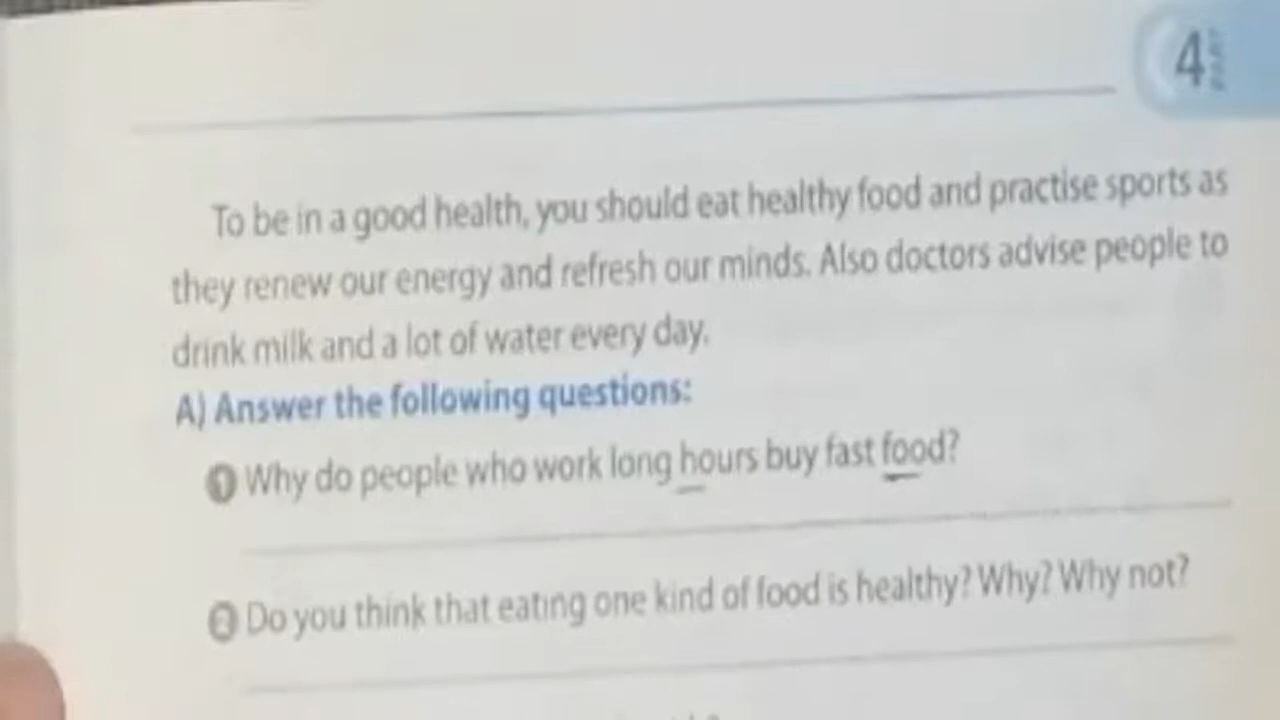 4
To be in a good health, you should eat healthy food and practise sports as
they renew our energy and refresh our minds. Also doctors advise people to
drink milk and a lot of water every day.
A) Answer the following questions:
1 Why do people who work long hours buy fast food?
2 Do you think that eating one kind of food is healthy? Why? Why not?